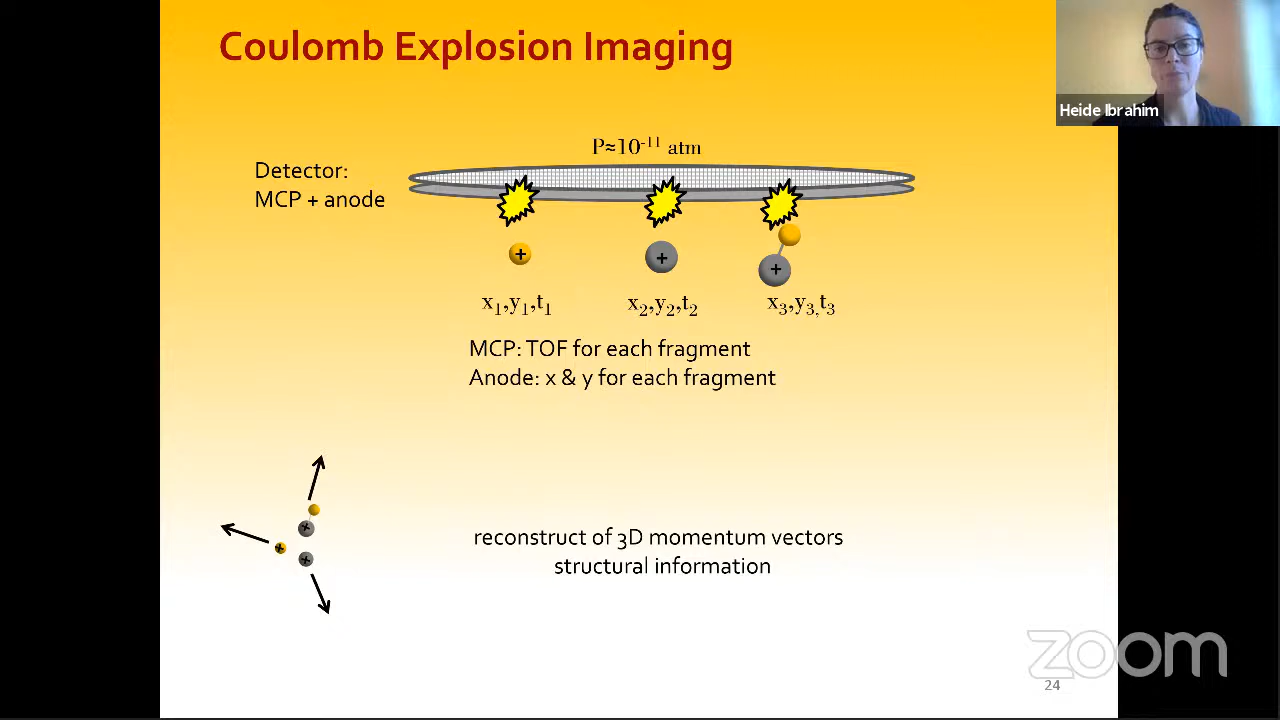 Coulomb Explosion Imaging
Heide Ibrahim
P≈10⁻¹¹ atm
Detector:
MCP + anode
+ + +
x₁,y₁,t₁ x₂,y₂,t₂ x₃,y₃,t₃
MCP: TOF for each fragment
Anode: x & y for each fragment
+
+
+
reconstruct of 3D momentum vectors
structural information
zoom
24